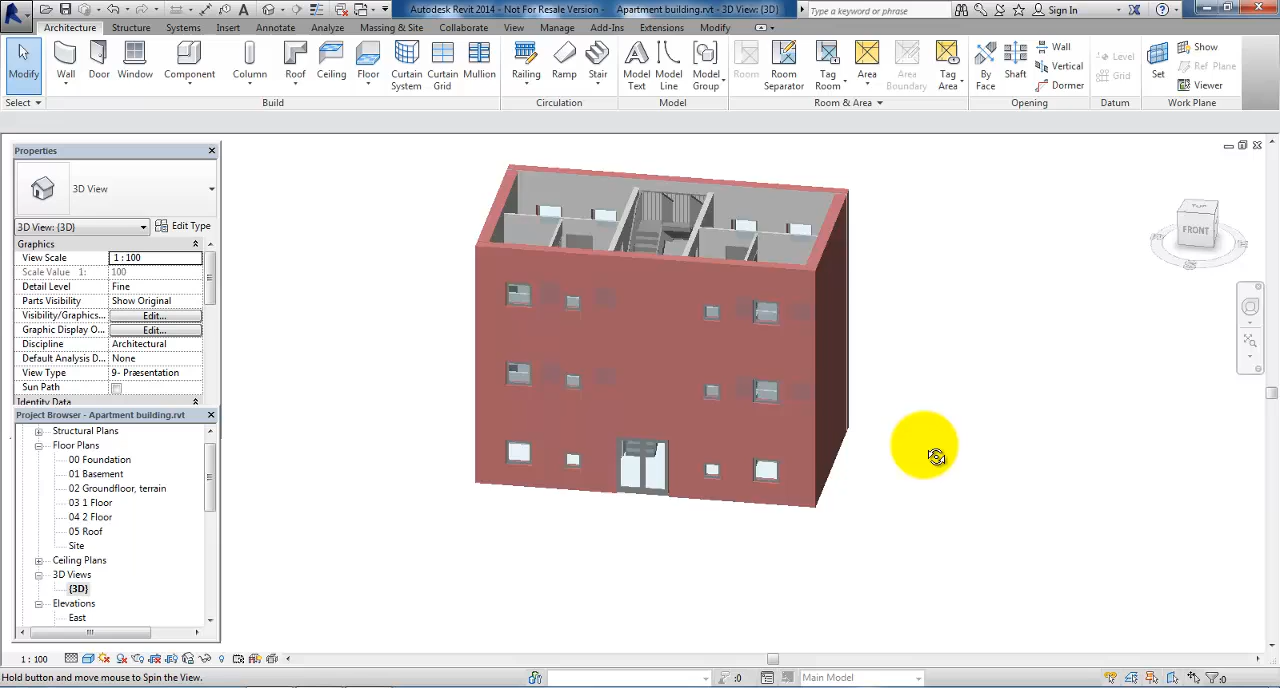 Autodesk Revit 2014 - Not For Resale Version - Apartment building.rvt - 3D View: {3D}
Type a keyword or phrase
Sign In
Architecture Structure Systems Insert Annotate Analyze Massing & Site Collaborate View Manage Add-Ins Extensions Modify
Modify Wall Door Window Component Column Roof Ceiling Floor Curtain System Curtain Grid Mullion Railing Ramp Stair Model Text Model Line Model Group Room Room Separator Tag Room Area Area Boundary Tag Area By Face Shaft Wall Vertical Dormer Level Grid Set Show Ref Plane Viewer
Select Build Circulation Model Room & Area Opening Datum Work Plane
Properties
3D View
3D View: {3D} Edit Type
Graphics
View Scale 1 : 100
Scale Value 1: 100
Detail Level Fine
Parts Visibility Show Original
Visibility/Graphics... Edit...
Graphic Display O... Edit...
Discipline Architectural
Default Analysis D... None
View Type 9- Præsentation
Sun Path
Identity Data
Project Browser - Apartment building.rvt
Structural Plans
Floor Plans
00 Foundation
01 Basement
02 Groundfloor, terrain
03 1 Floor
04 2 Floor
05 Roof
Site
Ceiling Plans
3D Views
{3D}
Elevations
East
TOP
FRONT
1 : 100
Hold button and move mouse to Spin the View.
:0
Main Model
:0